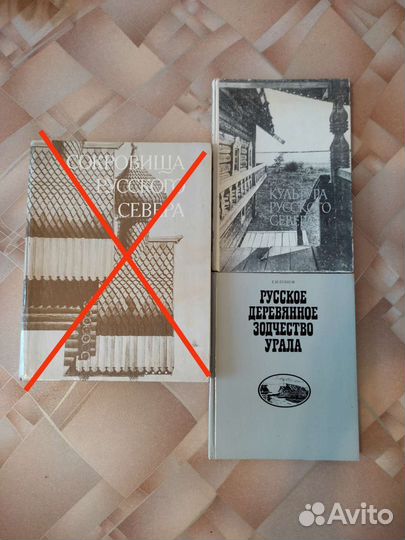 СОКРОВИЩА
РУССКОГО
СЕВЕРА
КУЛЬТУРА
РУССКОГО
СЕВЕРА
РУССКОЕ
ДЕРЕВЯННОЕ
ЗОДЧЕСТВО
УРАЛА
Avito